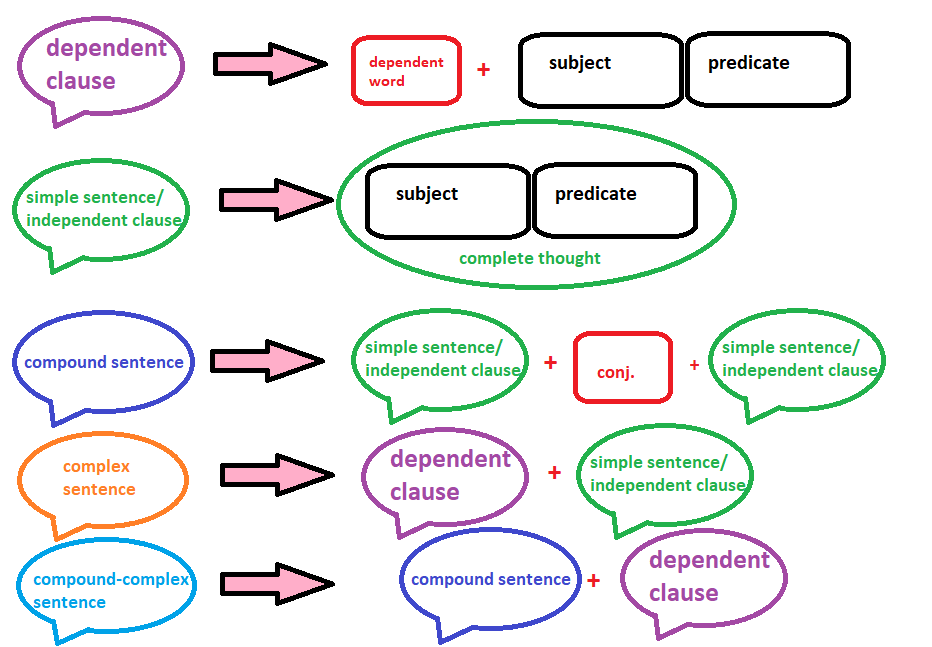 dependent
clause
dependent
word
+
subject
predicate
simple sentence/
independent clause
subject
predicate
complete thought
compound sentence
simple sentence/
independent clause
+
conj.
+
simple sentence/
independent clause
complex
sentence
dependent
clause
+
simple sentence/
independent clause
compound-complex
sentence
compound sentence
+
dependent
clause